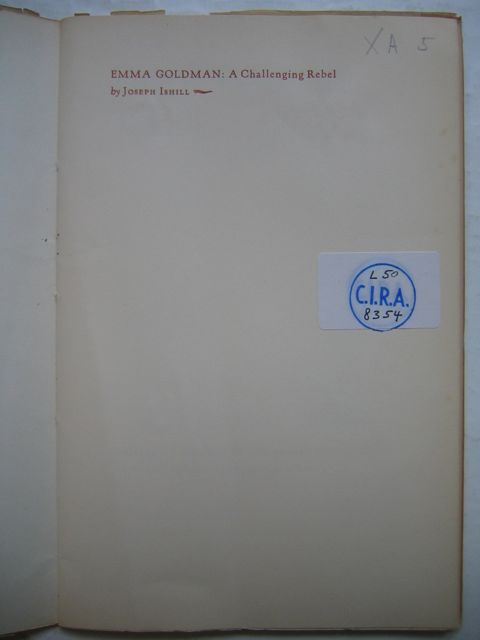 XA 5
EMMA GOLDMAN: A Challenging Rebel
by JOSEPH ISHILL
L 50
C.I.R.A.
8354